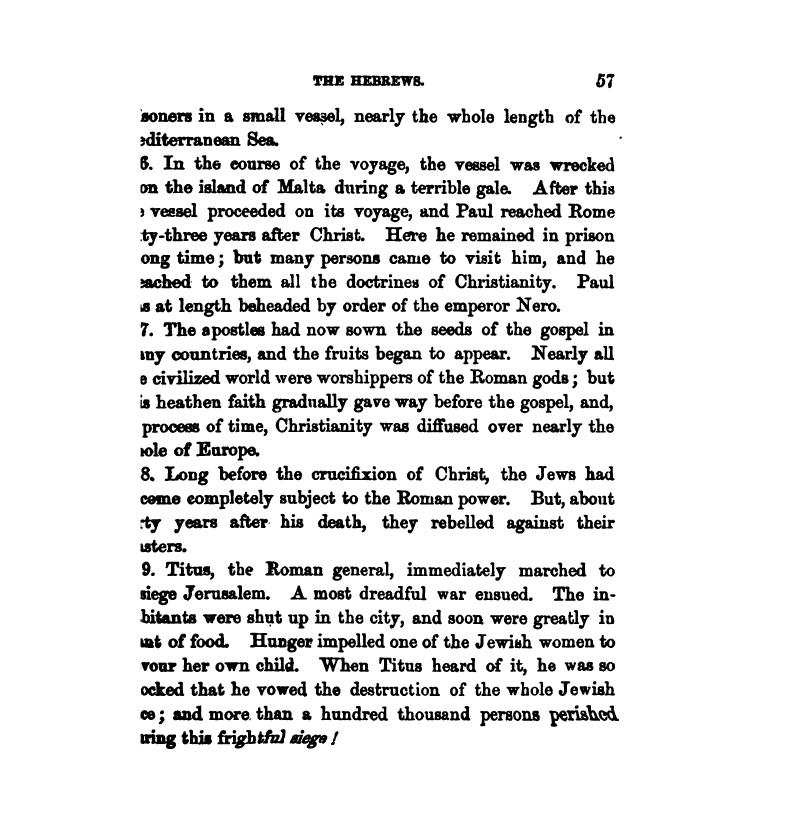 THE HEBREWS. 57
soners in a small vessel, nearly the whole length of the
editerranean Sea.
6. In the course of the voyage, the vessel was wrecked
on the island of Malta during a terrible gale. After this
e vessel proceeded on its voyage, and Paul reached Rome
ty-three years after Christ. Here he remained in prison
ong time; but many persons came to visit him, and he
eached to them all the doctrines of Christianity. Paul
as at length beheaded by order of the emperor Nero.
7. The apostles had now sown the seeds of the gospel in
any countries, and the fruits began to appear. Nearly all
e civilized world were worshippers of the Roman gods; but
is heathen faith gradually gave way before the gospel, and,
process of time, Christianity was diffused over nearly the
hole of Europe.
8. Long before the crucifixion of Christ, the Jews had
come completely subject to the Roman power. But, about
rty years after his death, they rebelled against their
asters.
9. Titus, the Roman general, immediately marched to
siege Jerusalem. A most dreadful war ensued. The in-
bitants were shut up in the city, and soon were greatly in
ant of food. Hunger impelled one of the Jewish women to
vour her own child. When Titus heard of it, he was so
ocked that he vowed the destruction of the whole Jewish
ce; and more than a hundred thousand persons perished
uring this frightful siege!